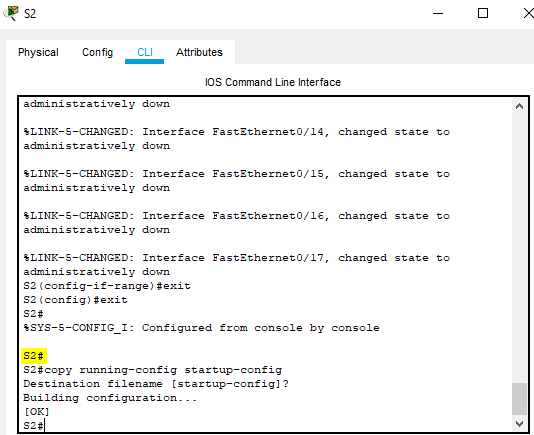 S2
Physical Config CLI Attributes
IOS Command Line Interface
administratively down
%LINK-5-CHANGED: Interface FastEthernet0/14, changed state to
administratively down
%LINK-5-CHANGED: Interface FastEthernet0/15, changed state to
administratively down
%LINK-5-CHANGED: Interface FastEthernet0/16, changed state to
administratively down
%LINK-5-CHANGED: Interface FastEthernet0/17, changed state to
administratively down
S2(config-if-range)#exit
S2(config)#exit
S2#
%SYS-5-CONFIG_I: Configured from console by console
S2#
S2#copy running-config startup-config
Destination filename [startup-config]?
Building configuration...
[OK]
S2#